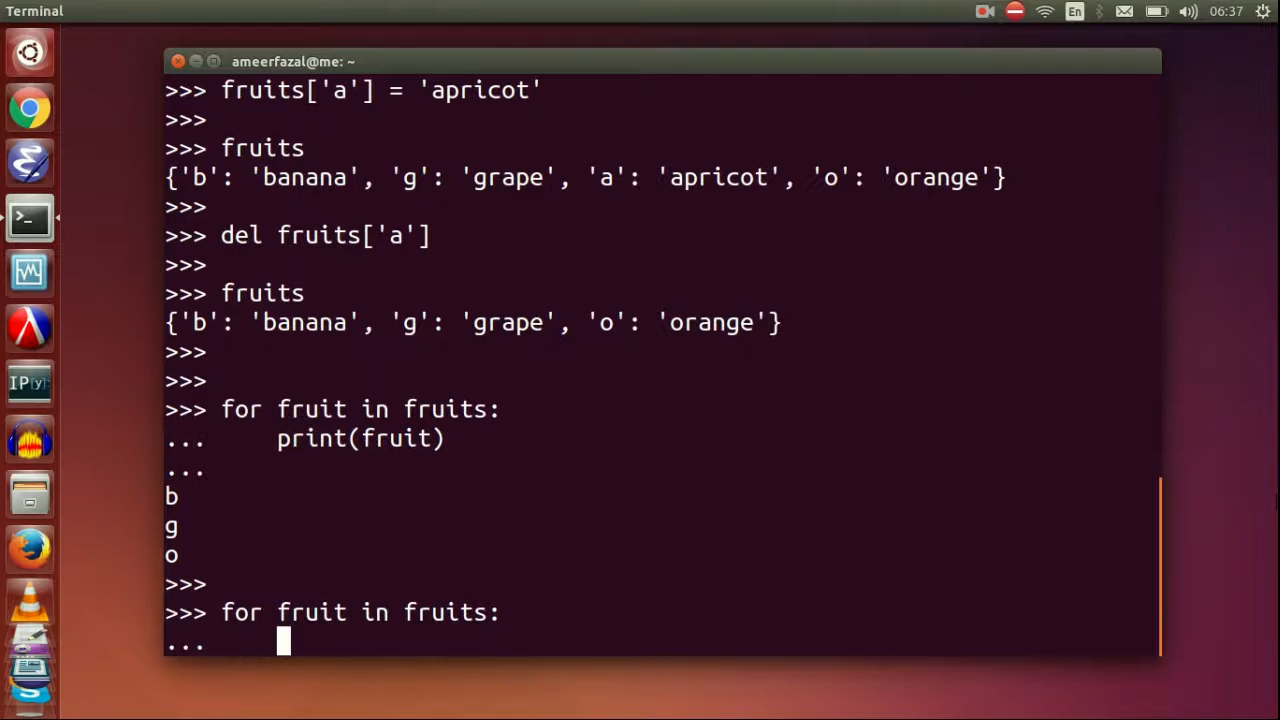 Terminal
En
06:37
ameerfazal@me: ~
>>> fruits['a'] = 'apricot'
>>>
>>> fruits
{'b': 'banana', 'g': 'grape', 'a': 'apricot', 'o': 'orange'}
>>>
>>> del fruits['a']
>>>
>>> fruits
{'b': 'banana', 'g': 'grape', 'o': 'orange'}
>>>
>>>
>>> for fruit in fruits:
...     print(fruit)
...
b
g
o
>>>
>>> for fruit in fruits:
...
>_
IP[y]: